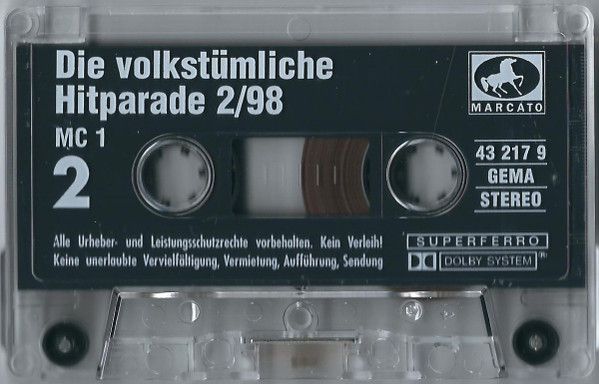 Die volkstümliche
Hitparade 2/98
MC 1
2
MARCATO
43 217 9
GEMA
STEREO
Alle Urheber- und Leistungsschutzrechte vorbehalten. Kein Verleih!
Keine unerlaubte Vervielfältigung, Vermietung, Aufführung, Sendung
SUPERFERRO
DOLBY SYSTEM®